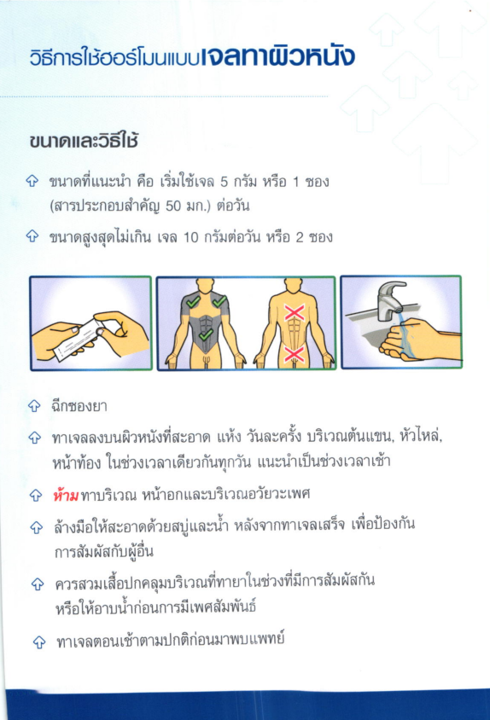 วิธีการใช้ฮอร์โมนแบบเจลทาผิวหนัง
ขนาดและวิธีใช้
ขนาดที่แนะนำ คือ เริ่มใช้เจล 5 กรัม หรือ 1 ซอง
(สารประกอบสำคัญ 50 มก.) ต่อวัน
ขนาดสูงสุดไม่เกิน เจล 10 กรัมต่อวัน หรือ 2 ซอง
ฉีกซองยา
ทาเจลลงบนผิวหนังที่สะอาด แห้ง วันละครั้ง บริเวณต้นแขน, หัวไหล่,
หน้าท้อง ในช่วงเวลาเดียวกันทุกวัน แนะนำเป็นช่วงเวลาเช้า
ห้ามทาบริเวณ หน้าอกและบริเวณอวัยวะเพศ
ล้างมือให้สะอาดด้วยสบู่และน้ำ หลังจากทาเจลเสร็จ เพื่อป้องกัน
การสัมผัสกับผู้อื่น
ควรสวมเสื้อปกคลุมบริเวณที่ทายาในช่วงที่มีการสัมผัสกัน
หรือให้อาบน้ำก่อนการมีเพศสัมพันธ์
ทาเจลตอนเช้าตามปกติก่อนมาพบแพทย์